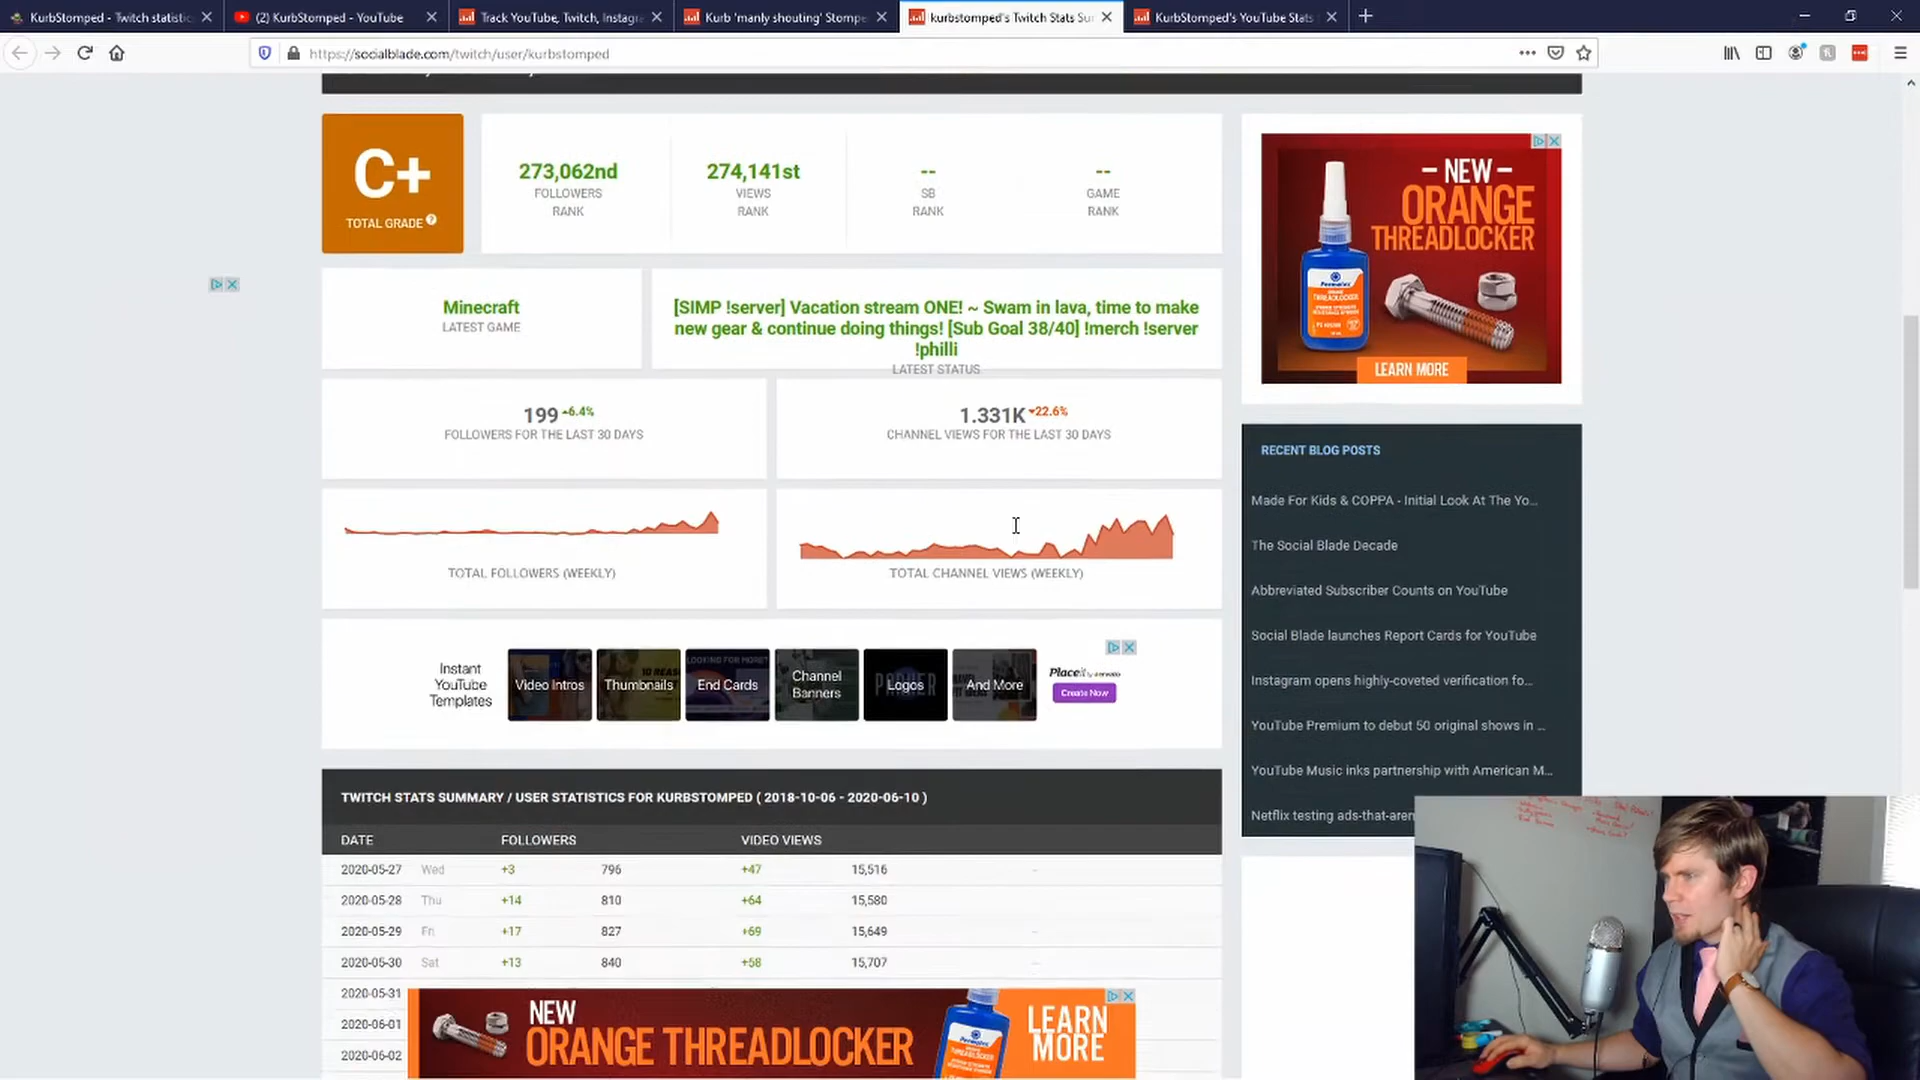 KurbStomped - Twitch statistic
(2) KurbStomped - YouTube
Track YouTube, Twitch, Instagr
Kurb 'manly shouting' Stompe
kurbstomped's Twitch Stats Su
KurbStomped's YouTube Stats
https://socialblade.com/twitch/user/kurbstomped
C+
TOTAL GRADE ?
273,062nd
FOLLOWERS
RANK
274,141st
VIEWS
RANK
--
SB
RANK
--
GAME
RANK
Minecraft
LATEST GAME
[SIMP !server] Vacation stream ONE! ~ Swam in lava, time to make
new gear & continue doing things! [Sub Goal 38/40] !merch !server
!philli
LATEST STATUS
199 6.4%
FOLLOWERS FOR THE LAST 30 DAYS
1.331K 22.6%
CHANNEL VIEWS FOR THE LAST 30 DAYS
TOTAL FOLLOWERS (WEEKLY)
TOTAL CHANNEL VIEWS (WEEKLY)
Instant
YouTube
Templates
Video Intros
10 REAS
Thumbnails
LOOKING FOR MORE?
End Cards
Channel
Banners
Logos
And More
Placeit by envato
Create Now
TWITCH STATS SUMMARY / USER STATISTICS FOR KURBSTOMPED ( 2018-10-06 - 2020-06-10 )
DATE FOLLOWERS VIDEO VIEWS
2020-05-27 Wed +3 796 +47 15,516 --
2020-05-28 Thu +14 810 +64 15,580 --
2020-05-29 Fri +17 827 +69 15,649 --
2020-05-30 Sat +13 840 +58 15,707 --
2020-05-31
2020-06-01
2020-06-02
NEW
ORANGE THREADLOCKER
LEARN
MORE
– NEW –
ORANGE
THREADLOCKER
Permatex
ORANGE
THREADLOCKER
LEARN MORE
RECENT BLOG POSTS
Made For Kids & COPPA - Initial Look At The Yo...
The Social Blade Decade
Abbreviated Subscriber Counts on YouTube
Social Blade launches Report Cards for YouTube
Instagram opens highly-coveted verification fo...
YouTube Premium to debut 50 original shows in ...
YouTube Music inks partnership with American M...
Netflix testing ads-that-aren